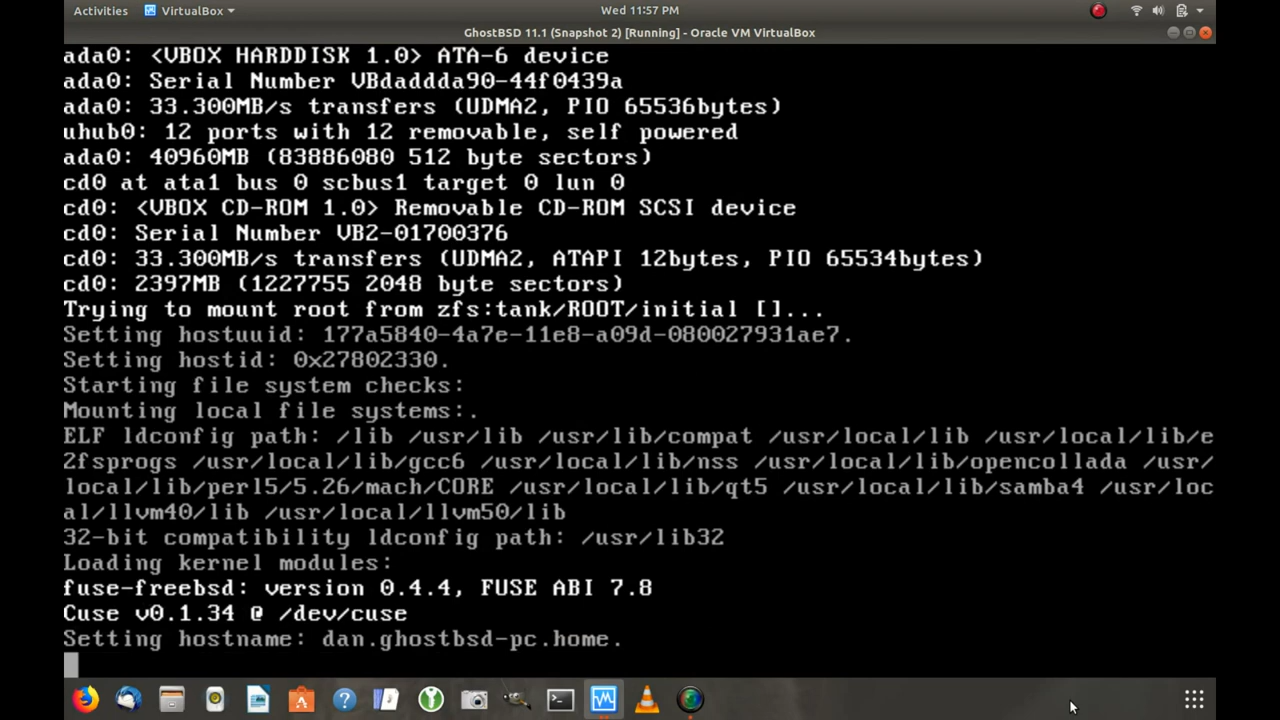 Activities VirtualBox Wed 11:57 PM
GhostBSD 11.1 (Snapshot 2) [Running] - Oracle VM VirtualBox
ada0: <VBOX HARDDISK 1.0> ATA-6 device
ada0: Serial Number VBdaddda90-44f0439a
ada0: 33.300MB/s transfers (UDMA2, PIO 65536bytes)
uhub0: 12 ports with 12 removable, self powered
ada0: 40960MB (83886080 512 byte sectors)
cd0 at ata1 bus 0 scbus1 target 0 lun 0
cd0: <VBOX CD-ROM 1.0> Removable CD-ROM SCSI device
cd0: Serial Number VB2-01700376
cd0: 33.300MB/s transfers (UDMA2, ATAPI 12bytes, PIO 65534bytes)
cd0: 2397MB (1227755 2048 byte sectors)
Trying to mount root from zfs:tank/ROOT/initial []...
Setting hostuuid: 177a5840-4a7e-11e8-a09d-080027931ae7.
Setting hostid: 0x27802330.
Starting file system checks:
Mounting local file systems:.
ELF ldconfig path: /lib /usr/lib /usr/lib/compat /usr/local/lib /usr/local/lib/e
2fsprogs /usr/local/lib/gcc6 /usr/local/lib/nss /usr/local/lib/opencollada /usr/
local/lib/perl5/5.26/mach/CORE /usr/local/lib/qt5 /usr/local/lib/samba4 /usr/loc
al/llvm40/lib /usr/local/llvm50/lib
32-bit compatibility ldconfig path: /usr/lib32
Loading kernel modules:
fuse-freebsd: version 0.4.4, FUSE ABI 7.8
Cuse v0.1.34 @ /dev/cuse
Setting hostname: dan.ghostbsd-pc.home.